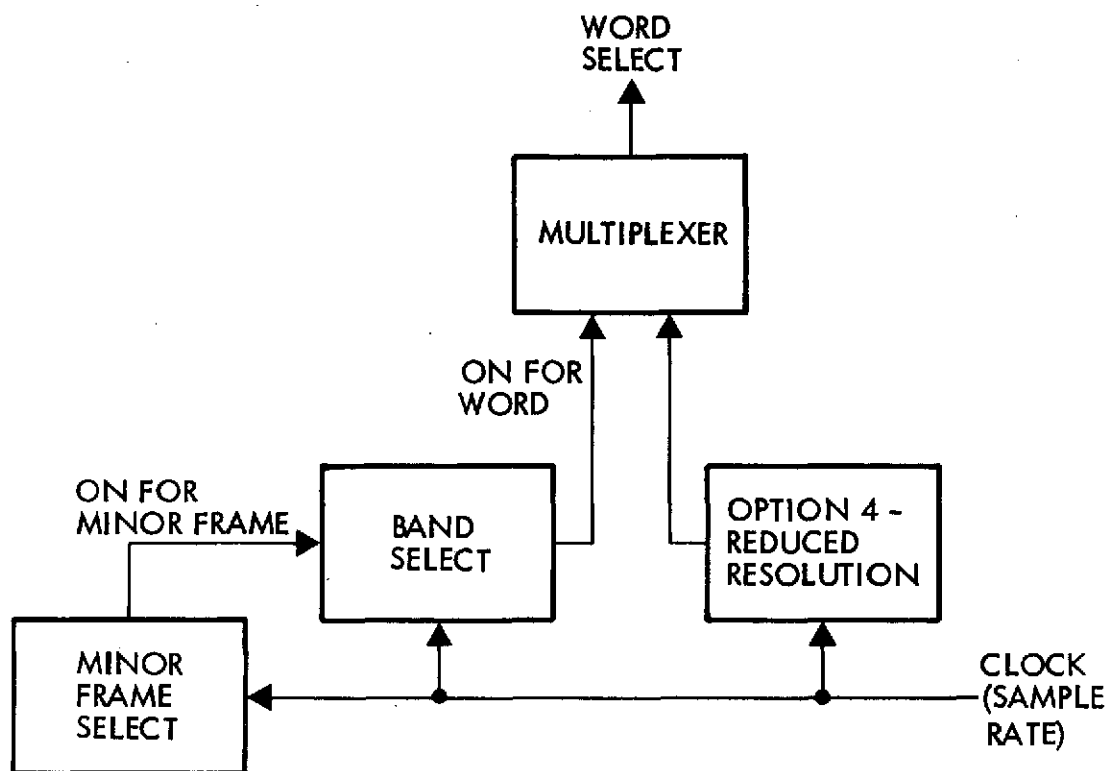 WORD
SELECT
MULTIPLEXER
ON FOR
WORD
ON FOR
MINOR FRAME
BAND
SELECT
OPTION 4 -
REDUCED
RESOLUTION
MINOR
FRAME
SELECT
CLOCK
(SAMPLE
RATE)